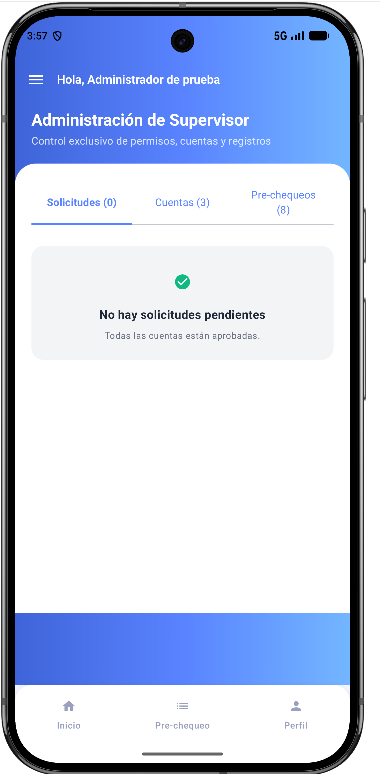 3:57
5G
Hola, Administrador de prueba
Administración de Supervisor
Control exclusivo de permisos, cuentas y registros
Solicitudes (0)
Cuentas (3)
Pre-chequeos
(8)
No hay solicitudes pendientes
Todas las cuentas están aprobadas.
Inicio
Pre-chequeo
Perfil